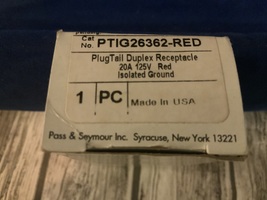 Cat
No. PTIG26362-RED
PlugTail Duplex Receptacle
20A 125V Red
Isolated Ground
1 PC Made In USA
Pass & Seymour Inc. Syracuse, New York 13221